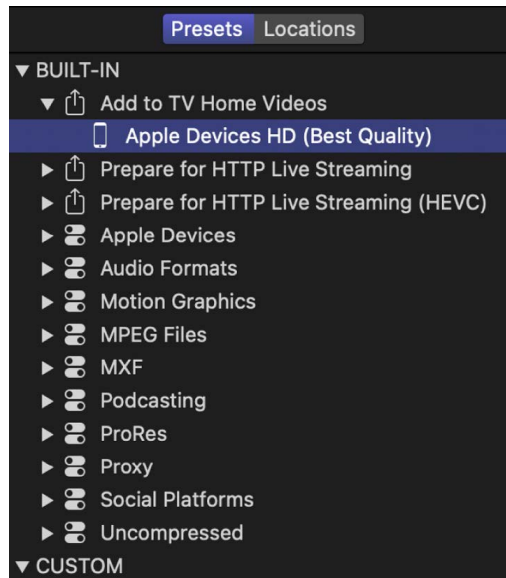 Presets Locations
BUILT-IN
Add to TV Home Videos
Apple Devices HD (Best Quality)
Prepare for HTTP Live Streaming
Prepare for HTTP Live Streaming (HEVC)
Apple Devices
Audio Formats
Motion Graphics
MPEG Files
MXF
Podcasting
ProRes
Proxy
Social Platforms
Uncompressed
CUSTOM